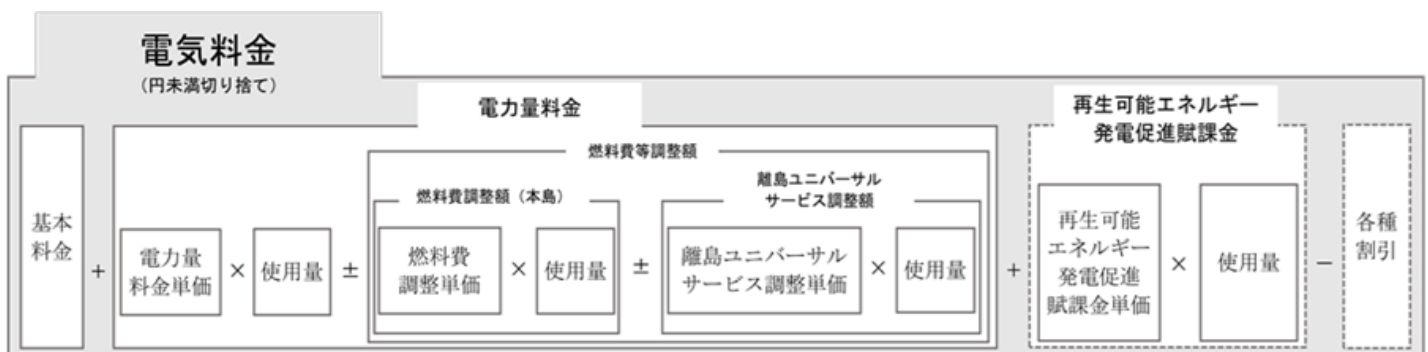 電気料金
(円未満切り捨て)
基本
料金
+
電力量料金
電力量
料金単価
×
使用量
±
燃料費等調整額
燃料費調整額(本島)
燃料費
調整単価
×
使用量
±
離島ユニバーサル
サービス調整額
離島ユニバーサル
サービス調整単価
×
使用量
+
再生可能エネルギー
発電促進賦課金
再生可能
エネルギー
発電促進
賦課金単価
×
使用量
－
各種
割引